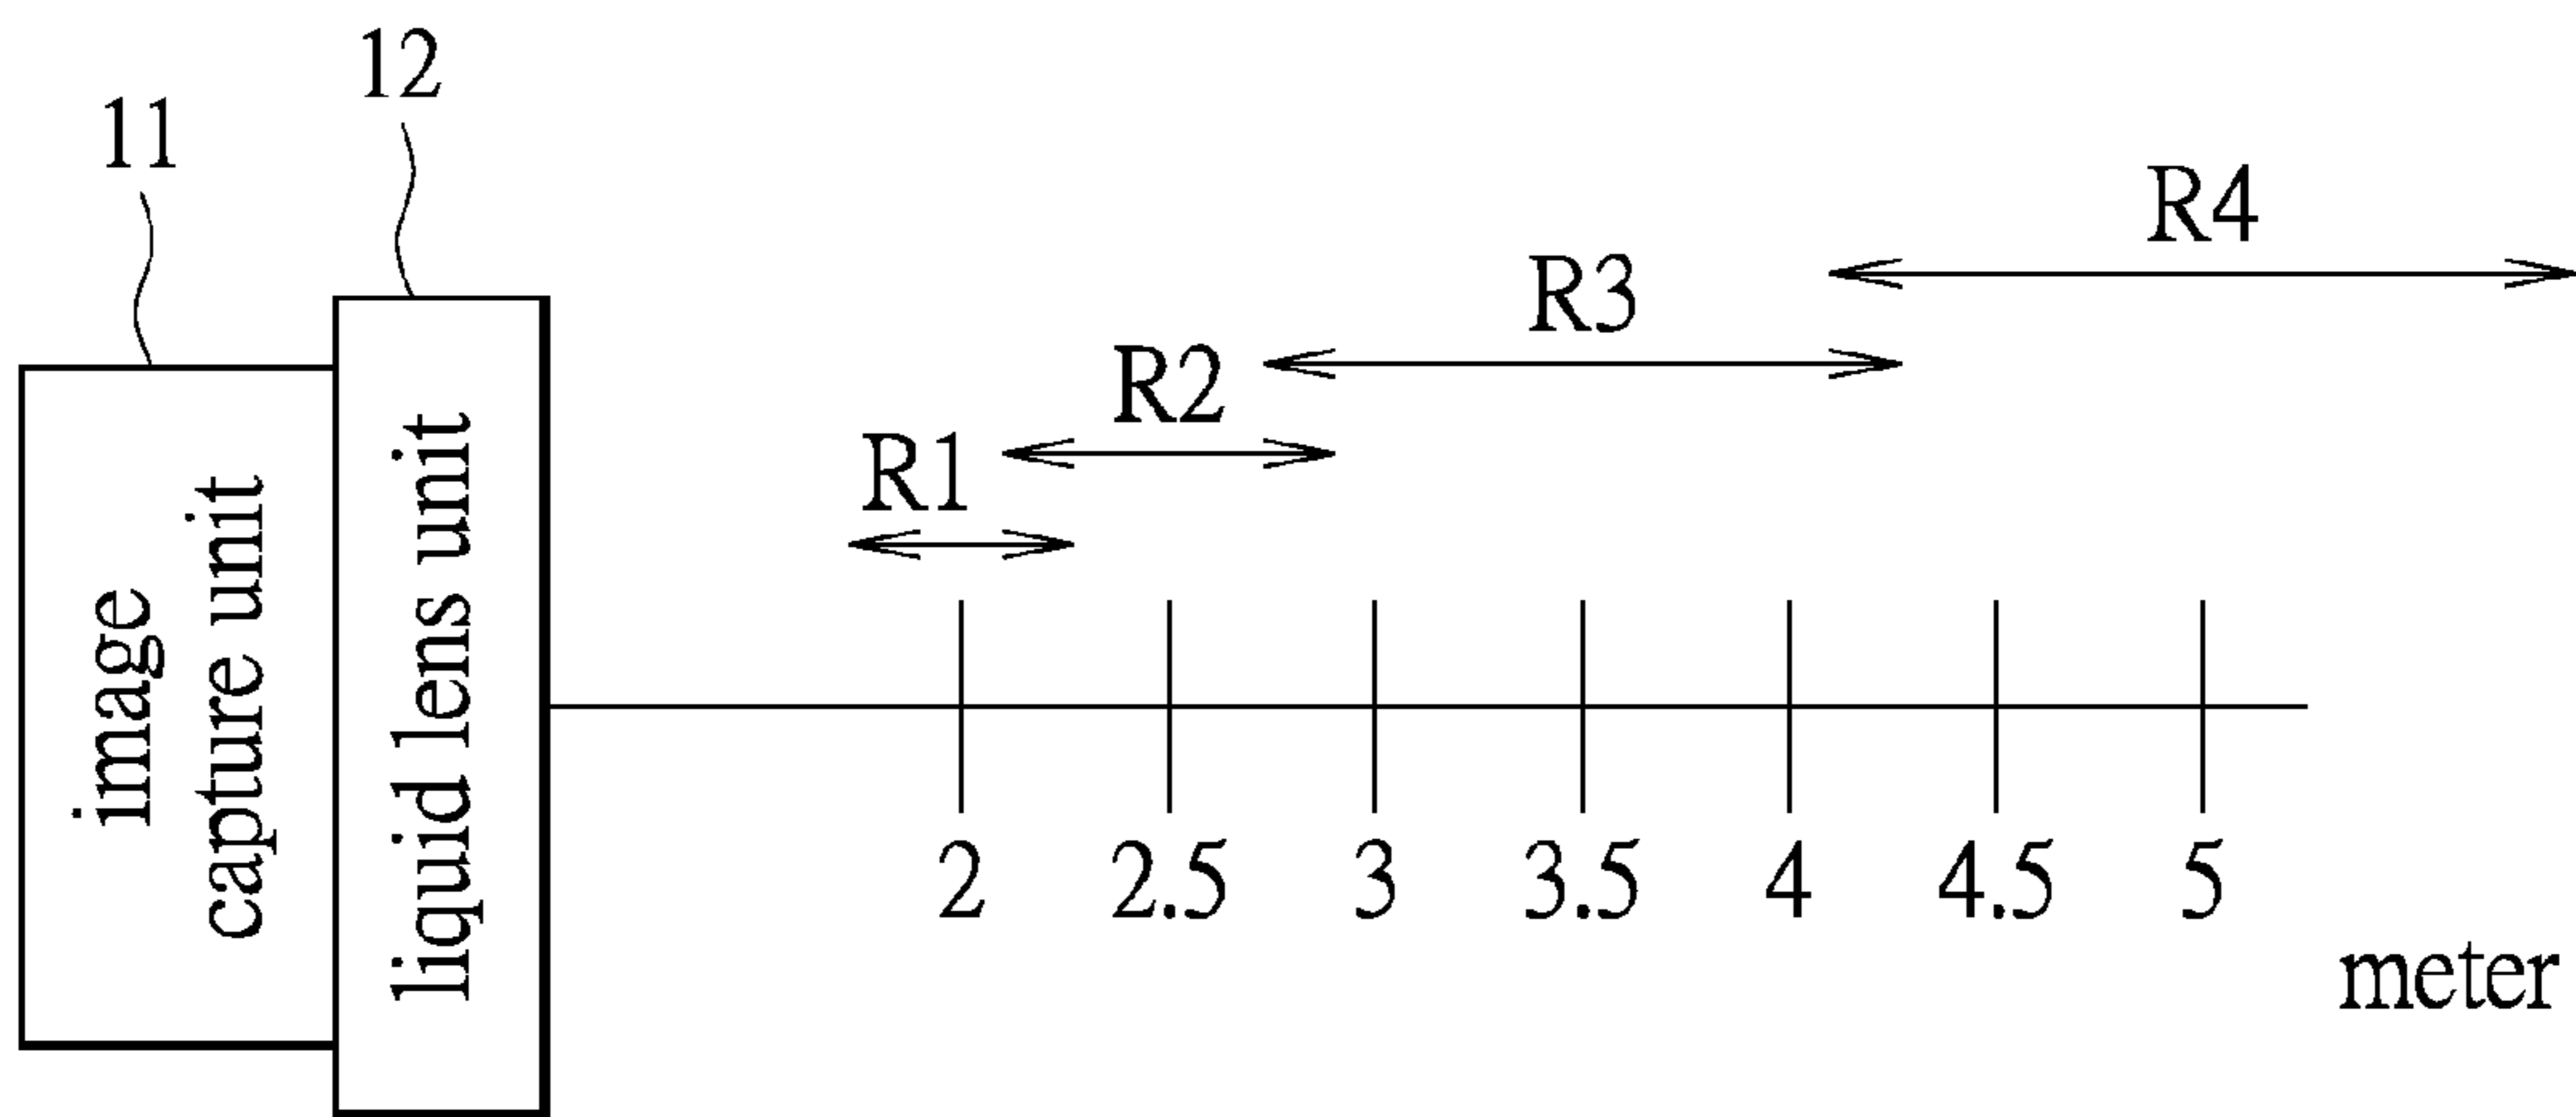 11
12
image
capture unit
liquid lens unit
R1
R2
R3
R4
2
2.5
3
3.5
4
4.5
5
meter